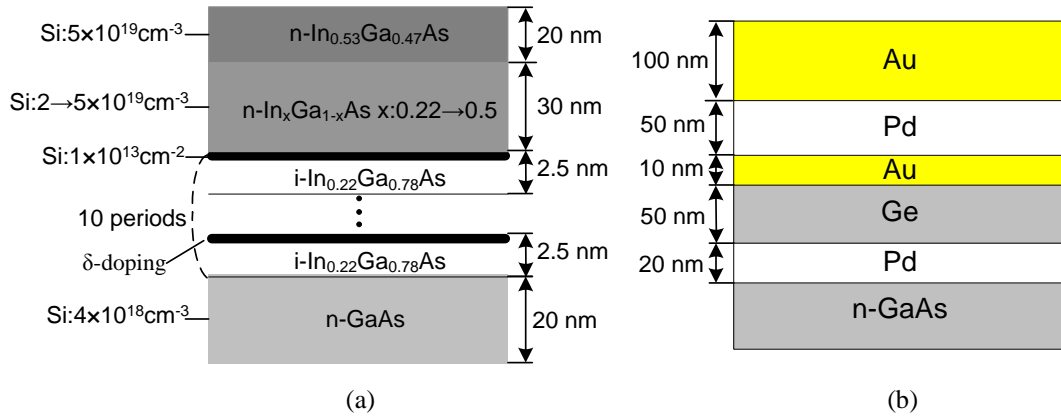 Si:5×10¹⁹cm⁻³
n-In₀.₅₃Ga₀.₄₇As
20 nm
Si:2→5×10¹⁹cm⁻³
n-InₓGa₁₋ₓAs x:0.22→0.5
30 nm
Si:1×10¹³cm⁻²
2.5 nm
i-In₀.₂₂Ga₀.₇₈As
10 periods
δ-doping
2.5 nm
i-In₀.₂₂Ga₀.₇₈As
Si:4×10¹⁸cm⁻³
n-GaAs
20 nm
(a)
100 nm
Au
50 nm
Pd
10 nm
Au
50 nm
Ge
20 nm
Pd
n-GaAs
(b)